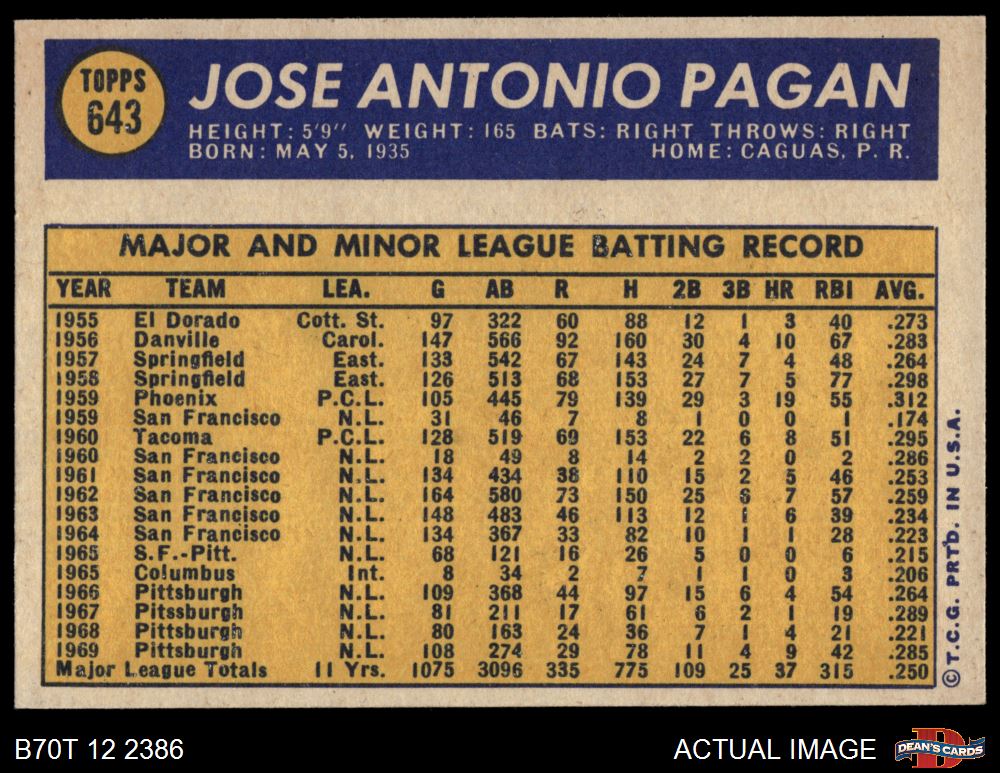 TOPPS
643
JOSE ANTONIO PAGAN
HEIGHT: 5'9" WEIGHT: 165 BATS: RIGHT THROWS: RIGHT
BORN: MAY 5, 1935 HOME: CAGUAS, P. R.
MAJOR AND MINOR LEAGUE BATTING RECORD
YEAR TEAM LEA. G AB R H 2B 3B HR RBI AVG.
1955 El Dorado Cott. St. 97 322 60 88 12 1 3 40 .273
1956 Danville Carol. 147 566 92 160 30 4 10 67 .283
1957 Springfield East. 133 542 67 143 24 7 4 48 .264
1958 Springfield East. 126 513 68 153 27 7 5 77 .298
1959 Phoenix P.C.L. 105 445 79 139 29 3 19 55 .312
1959 San Francisco N.L. 31 46 7 8 1 0 0 1 .174
1960 Tacoma P.C.L. 128 519 69 153 22 6 8 51 .295
1960 San Francisco N.L. 18 49 8 14 2 2 0 2 .286
1961 San Francisco N.L. 134 434 38 110 15 2 5 46 .253
1962 San Francisco N.L. 164 580 73 150 25 6 7 57 .259
1963 San Francisco N.L. 148 483 46 113 12 1 6 39 .234
1964 San Francisco N.L. 134 367 33 82 10 1 1 28 .223
1965 S.F.-Pitt. N.L. 68 121 16 26 5 0 0 6 .215
1965 Columbus Int. 8 34 2 7 1 1 0 3 .206
1966 Pittsburgh N.L. 109 368 44 97 15 6 4 54 .264
1967 Pitssburgh N.L. 81 211 17 61 6 2 1 19 .289
1968 Pittsburgh N.L. 80 163 24 36 7 1 4 21 .221
1969 Pittsburgh N.L. 108 274 29 78 11 4 9 42 .285
Major League Totals 11 Yrs. 1075 3096 335 775 109 25 37 315 .250
©T.C.G. PRT'D. IN U.S.A.
B70T 12 2386
ACTUAL IMAGE
D
DEAN'S CARDS